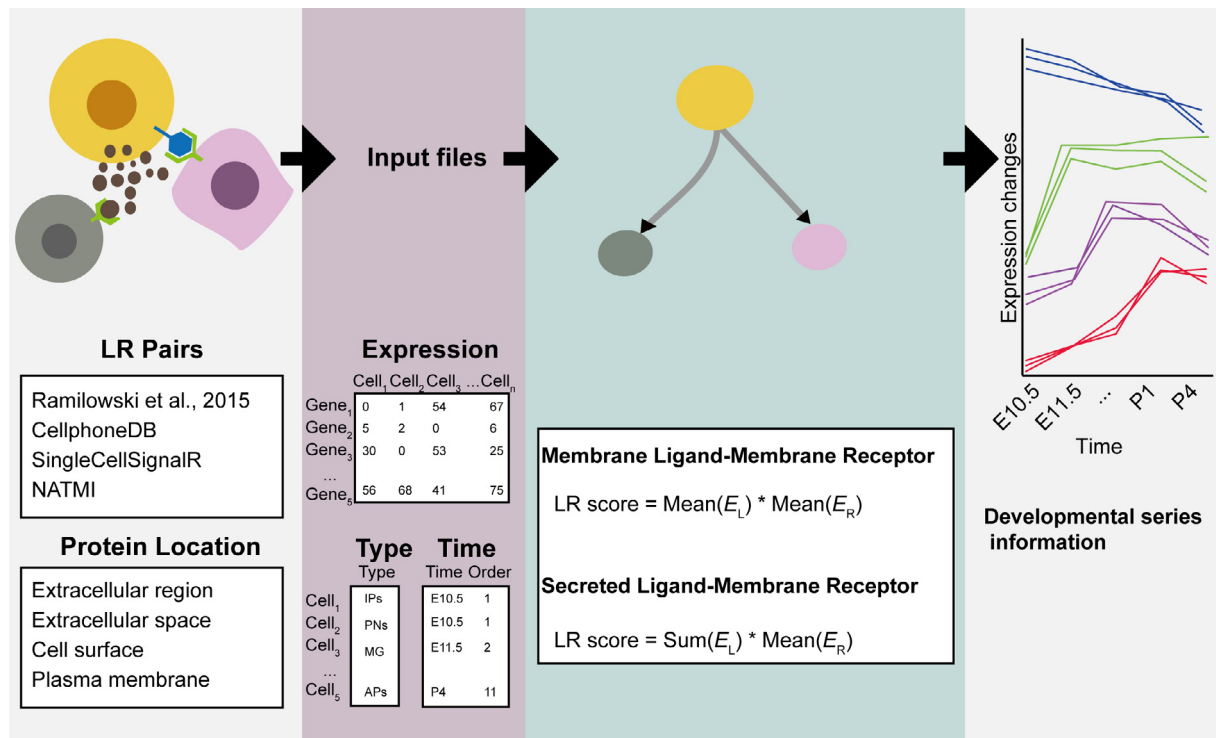 LR Pairs
Ramilowski et al., 2015
CellphoneDB
SingleCellSignalR
NATMI
Protein Location
Extracellular region
Extracellular space
Cell surface
Plasma membrane
Input files
Expression
Cell1 Cell2 Cell3 ...Celln
Gene1 0 1 54 67
Gene2 5 2 0 6
Gene3 30 0 53 25
...
Gene5 56 68 41 75
Type Time
Type Time Order
Cell1 IPs E10.5 1
Cell2 PNs E10.5 1
Cell3 MG E11.5 2
...
Cell5 APs P4 11
Membrane Ligand-Membrane Receptor
LR score = Mean(EL) * Mean(ER)
Secreted Ligand-Membrane Receptor
LR score = Sum(EL) * Mean(ER)
Expression changes
E10.5 E11.5 ... P1 P4
Time
Developmental series
information